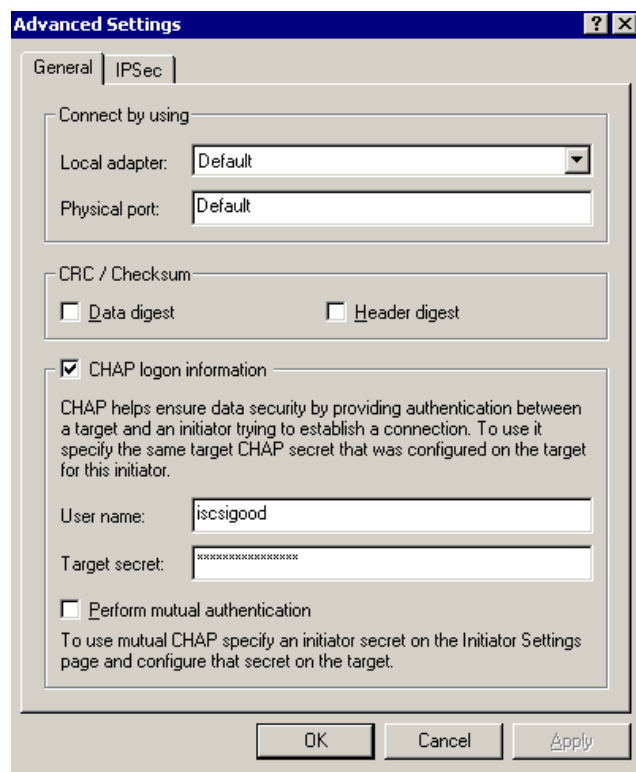 Advanced Settings
General
IPSec
Connect by using
Local adapter:
Default
Physical port:
Default
CRC / Checksum
Data digest
Header digest
CHAP logon information
CHAP helps ensure data security by providing authentication between
a target and an initiator trying to establish a connection. To use it
specify the same target CHAP secret that was configured on the target
for this initiator.
User name:
iscsigood
Target secret:
****************
Perform mutual authentication
To use mutual CHAP specify an initiator secret on the Initiator Settings
page and configure that secret on the target.
OK
Cancel
Apply